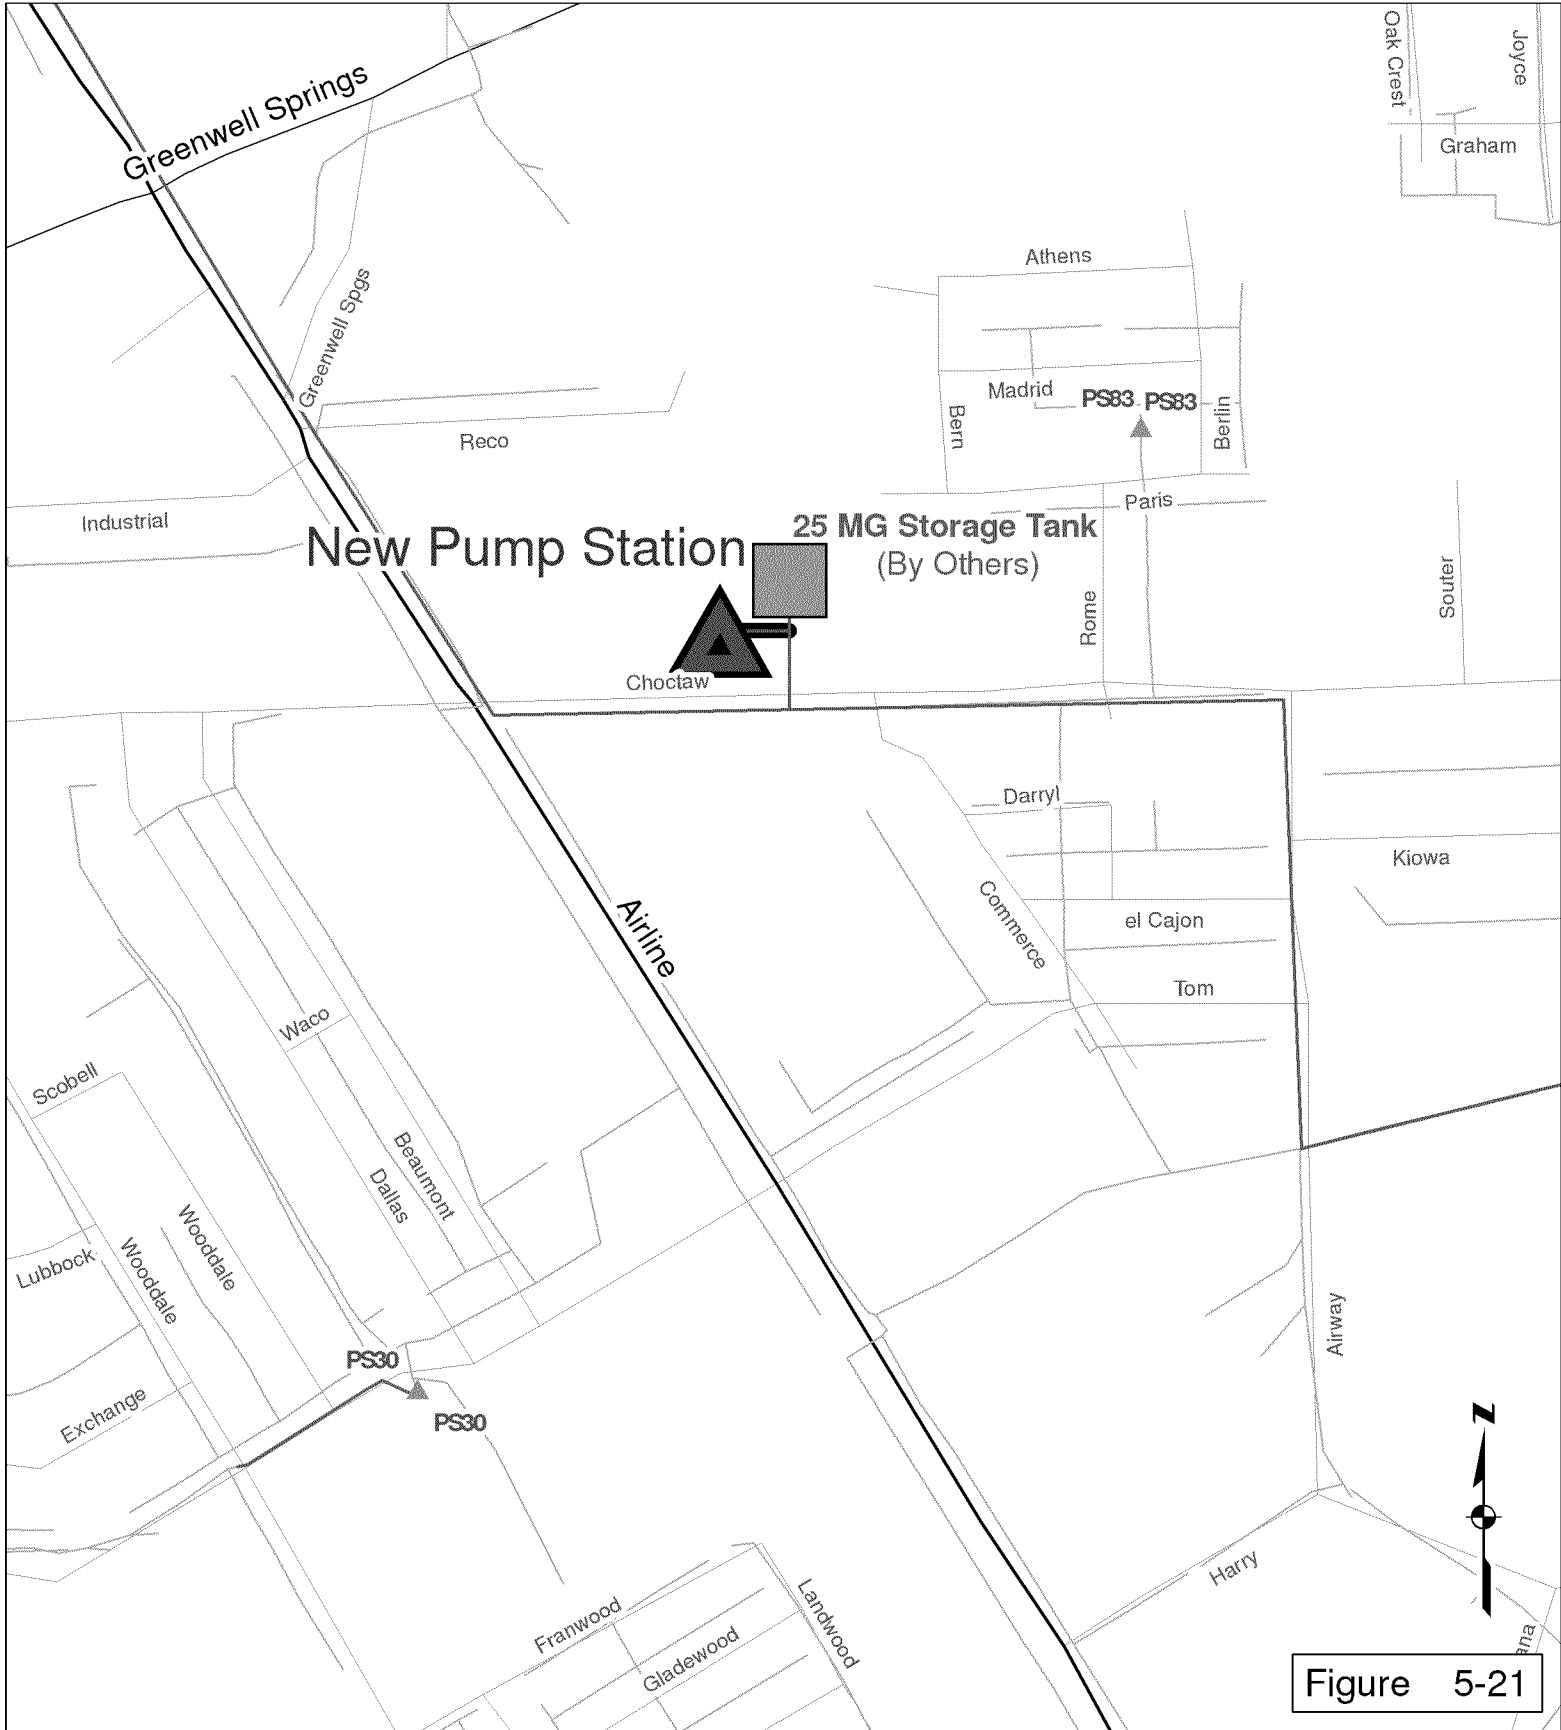 Oak Crest
Joyce
Greenwell Springs
Graham
Athens
Greenwell Spgs
Madrid
PS83 PS83
Bern
Berlin
Reco
Paris
Industrial
25 MG Storage Tank
New Pump Station
(By Others)
Souter
Rome
Choctaw
Darryl
Kiowa
Commerce
el Cajon
Airline
Tom
Waco
Scobell
Beaumont
Dallas
Wooddale
Lubbock
Wooddale
Airway
PS30
Exchange
PS30
N
Harry
Franwood
Landwood
Gladewood
ana
Figure 5-21